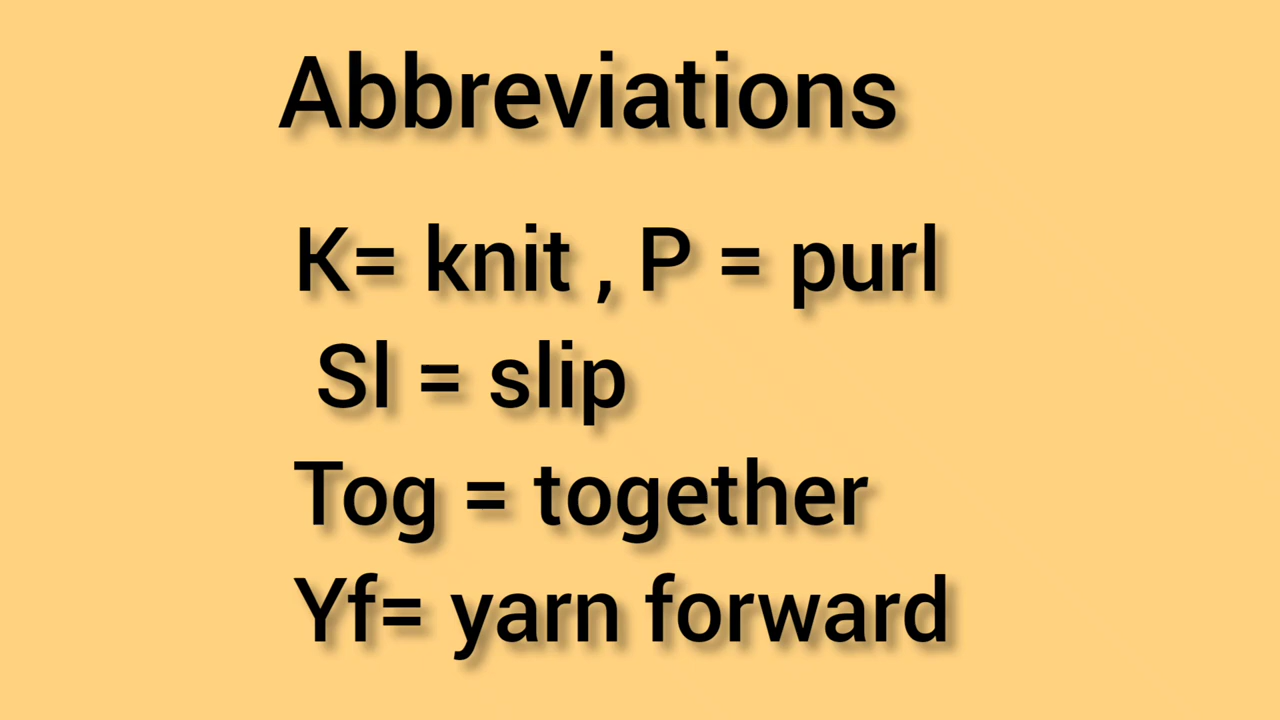 Abbreviations
K= knit , P = purl
Sl = slip
Tog = together
Yf= yarn forward